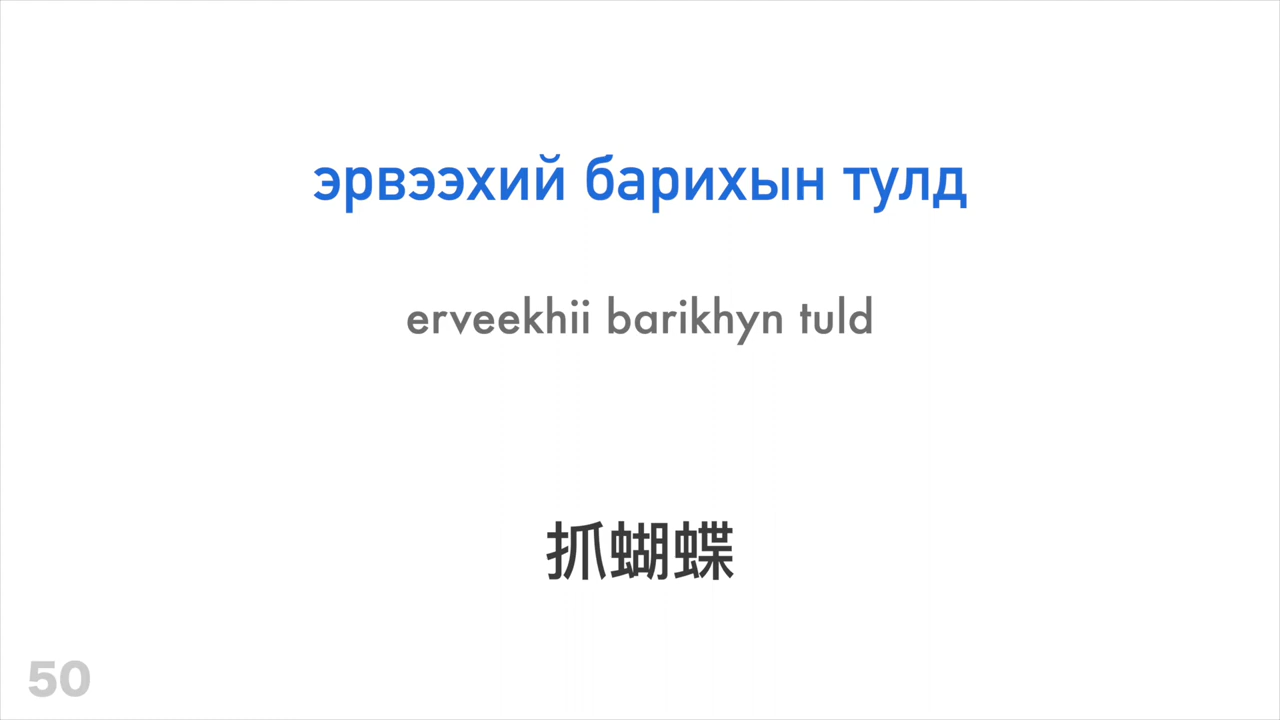 эрвээхий барихын тулд
erveekhii barikhyn tuld
抓蝴蝶
50